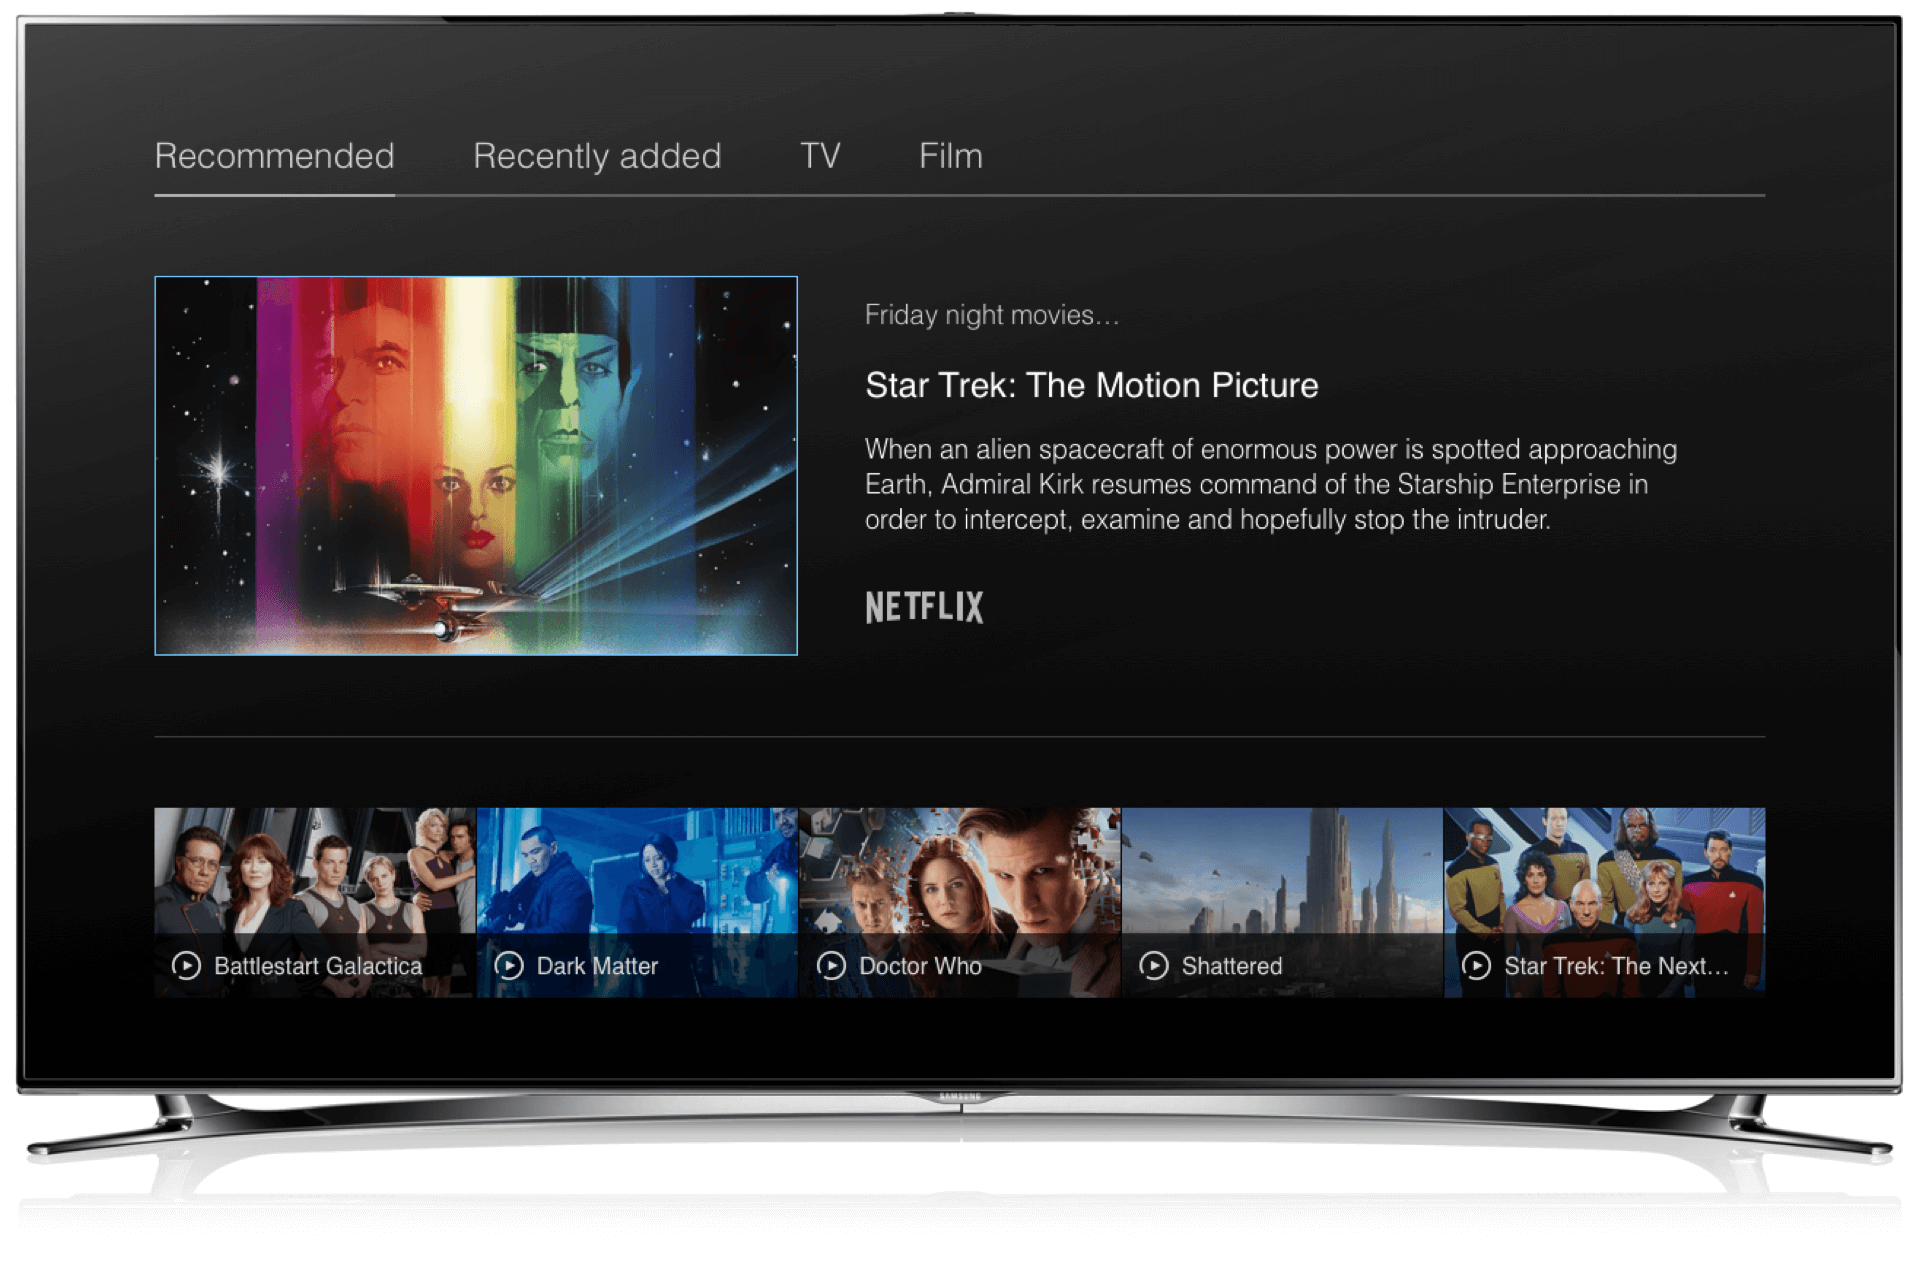 Recommended
Recently added
TV
Film
Friday night movies...
Star Trek: The Motion Picture
When an alien spacecraft of enormous power is spotted approaching
Earth, Admiral Kirk resumes command of the Starship Enterprise in
order to intercept, examine and hopefully stop the intruder.
NETFLIX
Battlestart Galactica
Dark Matter
Doctor Who
Shattered
Star Trek: The Next...
SAMSUNG